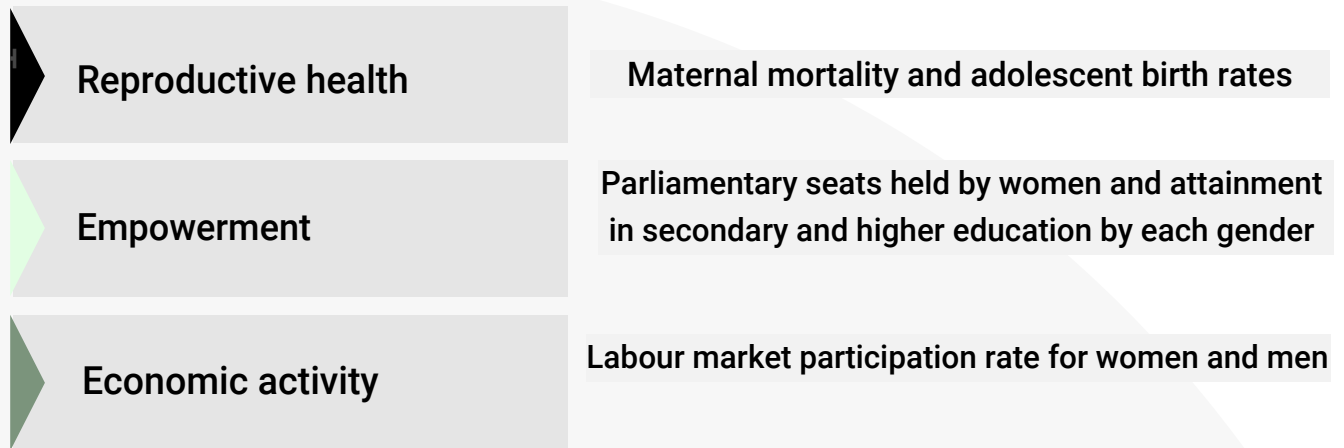 Reproductive health
Maternal mortality and adolescent birth rates
Empowerment
Parliamentary seats held by women and attainment
in secondary and higher education by each gender
Economic activity
Labour market participation rate for women and men